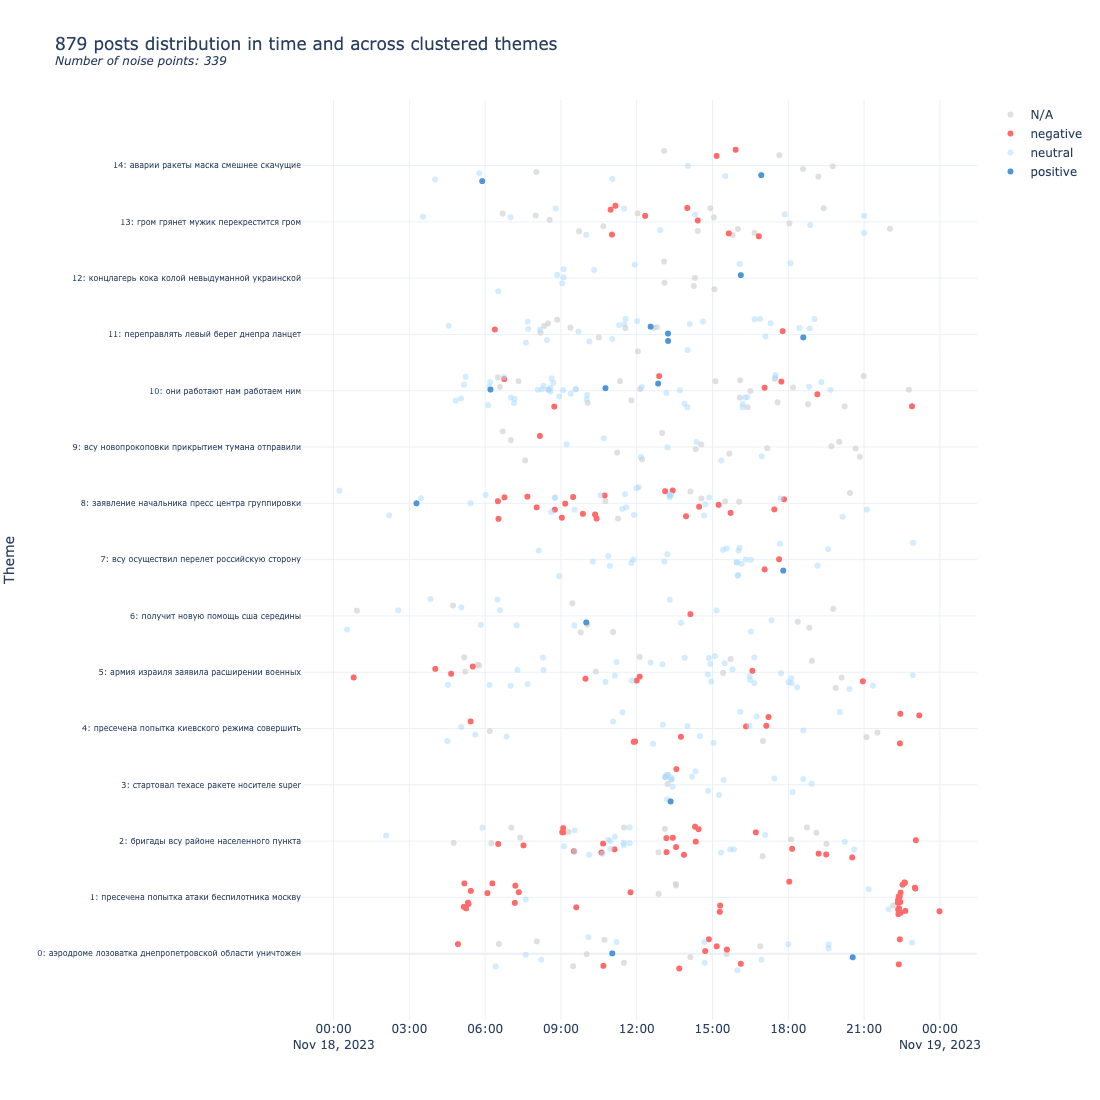 879 posts distribution in time and across clustered themes
Number of noise points: 339
N/A
negative
neutral
positive
Theme
14: аварии ракеты маска смешнее скачущие
13: гром грянет мужик перекрестится гром
12: концлагерь кока колой невыдуманной украинской
11: переправлять левый берег днепра ланцет
10: они работают нам работаем ним
9: всу новопрокоповки прикрытием тумана отправили
8: заявление начальника пресс центра группировки
7: всу осуществил перелет российскую сторону
6: получит новую помощь сша середины
5: армия израиля заявила расширении военных
4: пресечена попытка киевского режима совершить
3: стартовал техасе ракете носителе super
2: бригады всу районе населенного пункта
1: пресечена попытка атаки беспилотника москву
0: аэродроме лозоватка днепропетровской области уничтожен
00:00 03:00 06:00 09:00 12:00 15:00 18:00 21:00 00:00
Nov 18, 2023 Nov 19, 2023